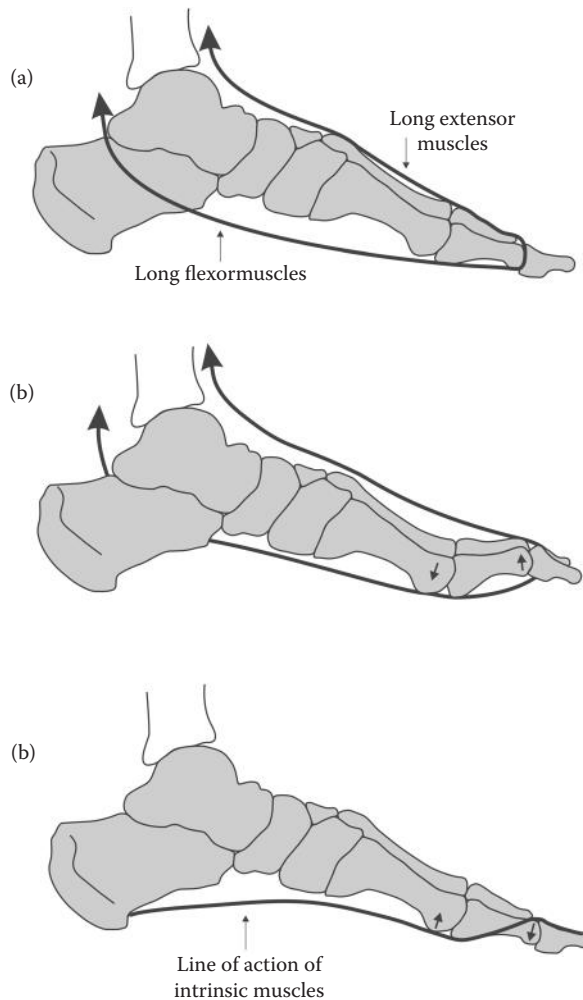 (a)
Long extensor
muscles
Long flexormuscles
(b)
(b)
Line of action of
intrinsic muscles